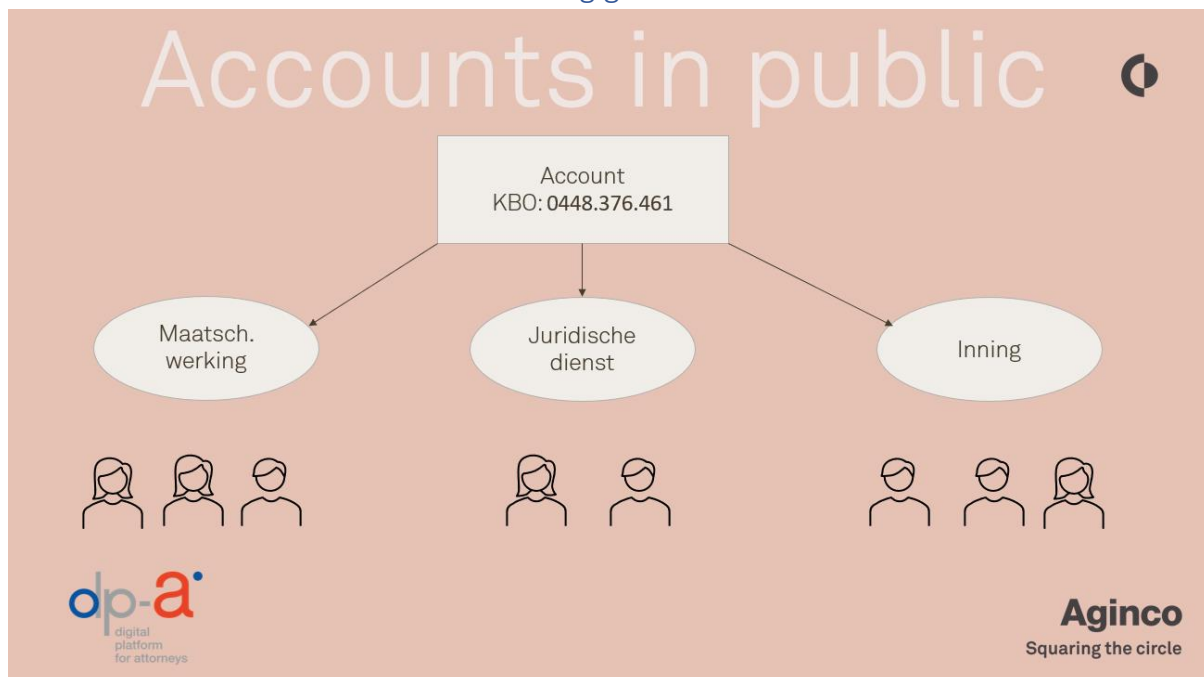 Accounts in public
Account
KBO: 0448.376.461
Maatsch.
werking
Juridische
dienst
Inning
dp-a
digital
platform
for attorneys
Aginco
Squaring the circle